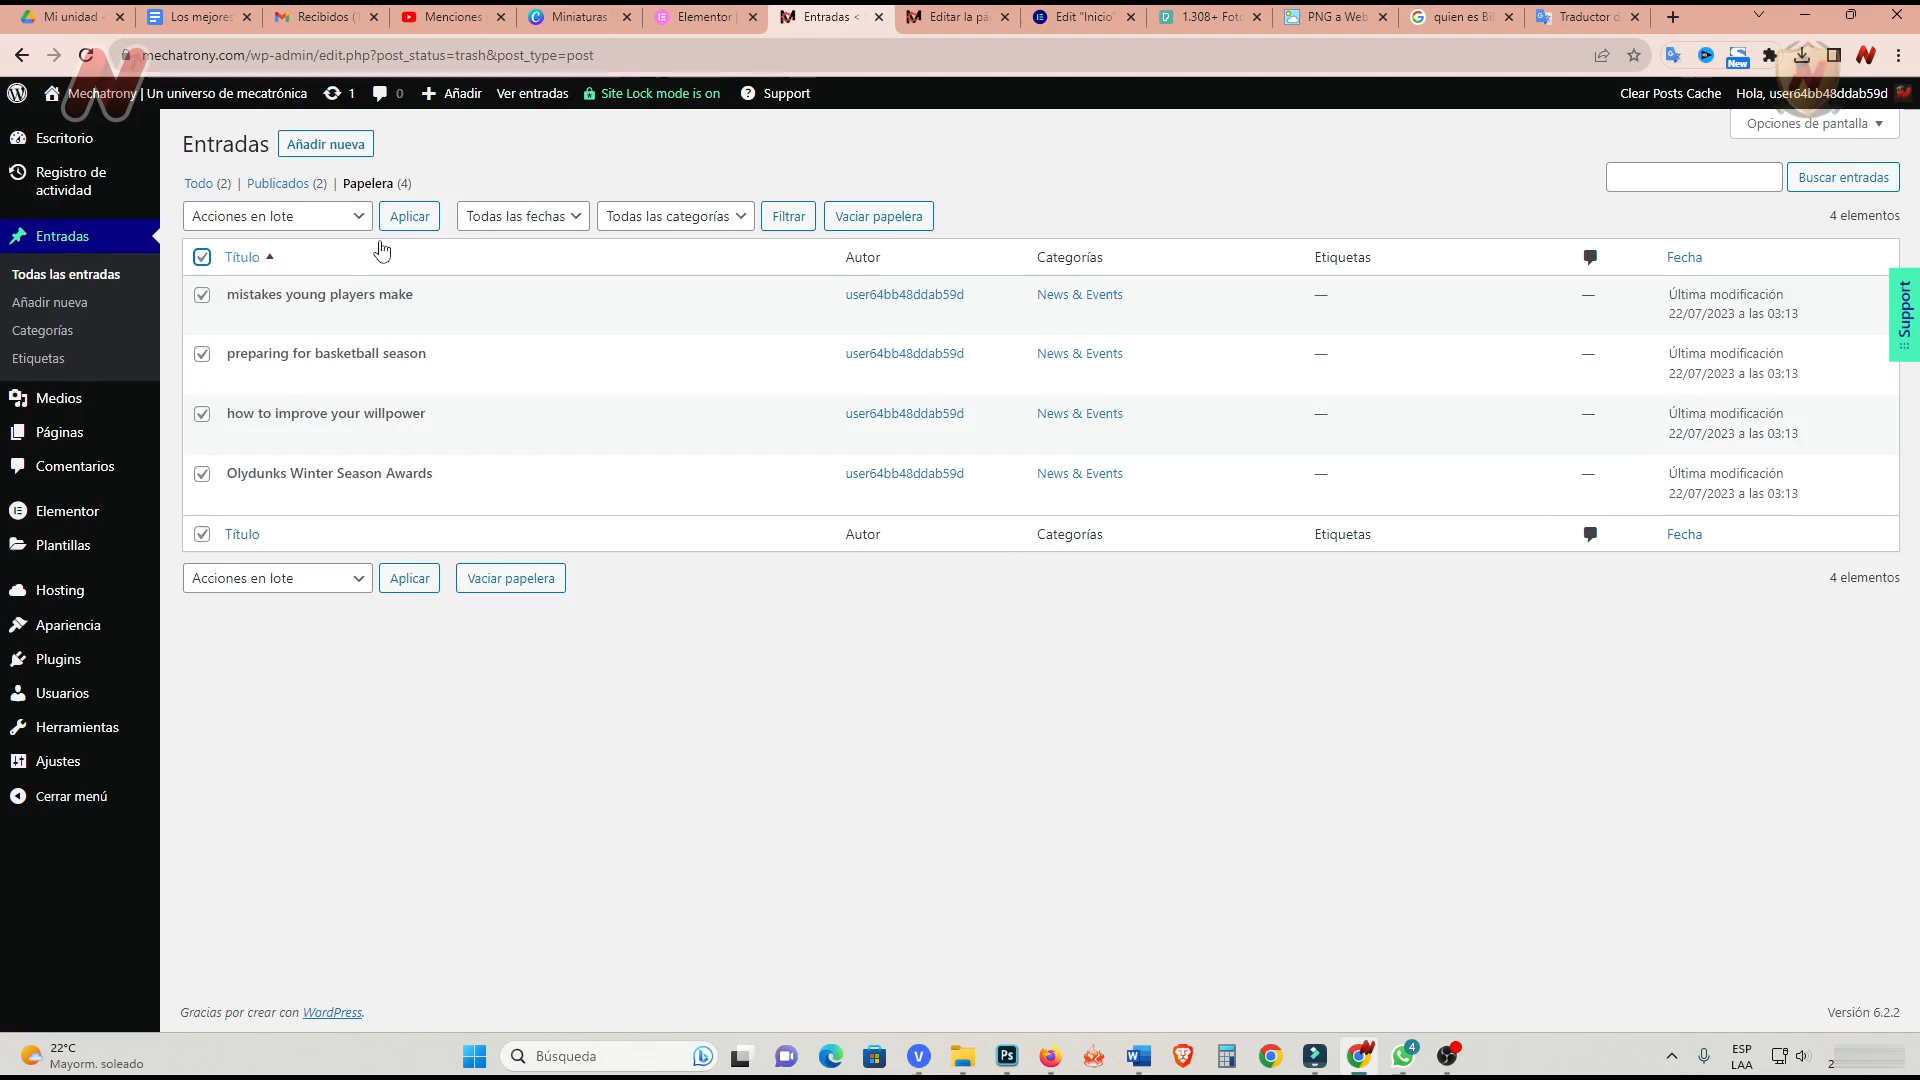 Mi unidad -
Los mejores
Recibidos (1
Menciones
Miniaturas
Elementor |
Entradas <
Editar la pá
Edit "Inicio"
1.308+ Fot
PNG a Web
quien es Bi
Traductor d
mechatrony.com/wp-admin/edit.php?post_status=trash&post_type=post
New
Mechatrony | Un universo de mecatrónica
1
0
Añadir
Ver entradas
Site Lock mode is on
Support
Clear Posts Cache
Hola, user64bb48ddab59d
Escritorio
Registro de
actividad
Entradas
Todas las entradas
Añadir nueva
Categorías
Etiquetas
Medios
Páginas
Comentarios
Elementor
Plantillas
Hosting
Apariencia
Plugins
Usuarios
Herramientas
Ajustes
Cerrar menú
Opciones de pantalla
Entradas
Añadir nueva
Todo (2) | Publicados (2) | Papelera (4)
Buscar entradas
Acciones en lote
Aplicar
Todas las fechas
Todas las categorías
Filtrar
Vaciar papelera
4 elementos
Título
Autor
Categorías
Etiquetas
Fecha
mistakes young players make
user64bb48ddab59d
News & Events
—
—
Última modificación
22/07/2023 a las 03:13
preparing for basketball season
user64bb48ddab59d
News & Events
—
—
Última modificación
22/07/2023 a las 03:13
how to improve your willpower
user64bb48ddab59d
News & Events
—
—
Última modificación
22/07/2023 a las 03:13
Olydunks Winter Season Awards
user64bb48ddab59d
News & Events
—
—
Última modificación
22/07/2023 a las 03:13
Título
Autor
Categorías
Etiquetas
Fecha
Acciones en lote
Aplicar
Vaciar papelera
4 elementos
Support
Gracias por crear con WordPress.
Versión 6.2.2
22°C
Mayorm. soleado
Búsqueda
4
ESP
LAA
2